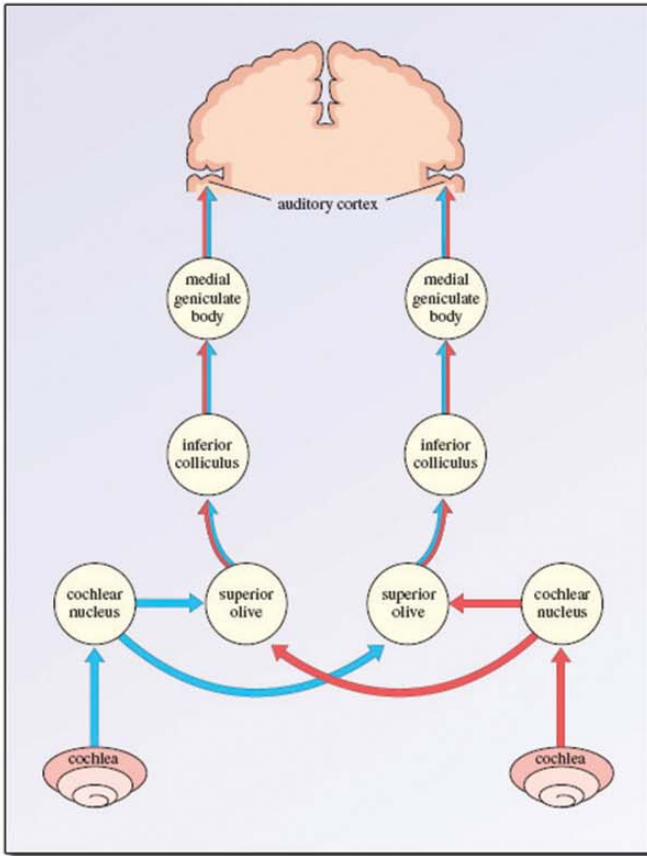 auditory cortex
medial
geniculate
body
medial
geniculate
body
inferior
colliculus
inferior
colliculus
cochlear
nucleus
superior
olive
superior
olive
cochlear
nucleus
cochlea
cochlea